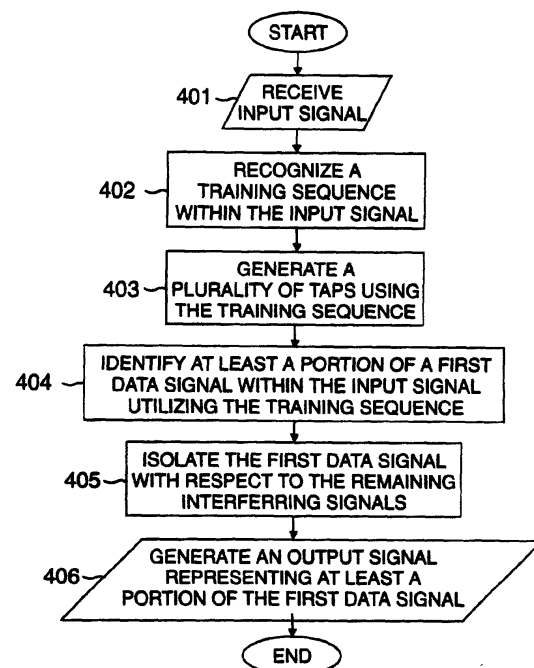 START
401
RECEIVE
INPUT SIGNAL
402
RECOGNIZE A
TRAINING SEQUENCE
WITHIN THE INPUT SIGNAL
403
GENERATE A
PLURALITY OF TAPS USING
THE TRAINING SEQUENCE
404
IDENTIFY AT LEAST A PORTION OF A FIRST
DATA SIGNAL WITHIN THE INPUT SIGNAL
UTILIZING THE TRAINING SEQUENCE
405
ISOLATE THE FIRST DATA SIGNAL
WITH RESPECT TO THE REMAINING
INTERFERRING SIGNALS
406
GENERATE AN OUTPUT SIGNAL
REPRESENTING AT LEAST A
PORTION OF THE FIRST DATA SIGNAL
END